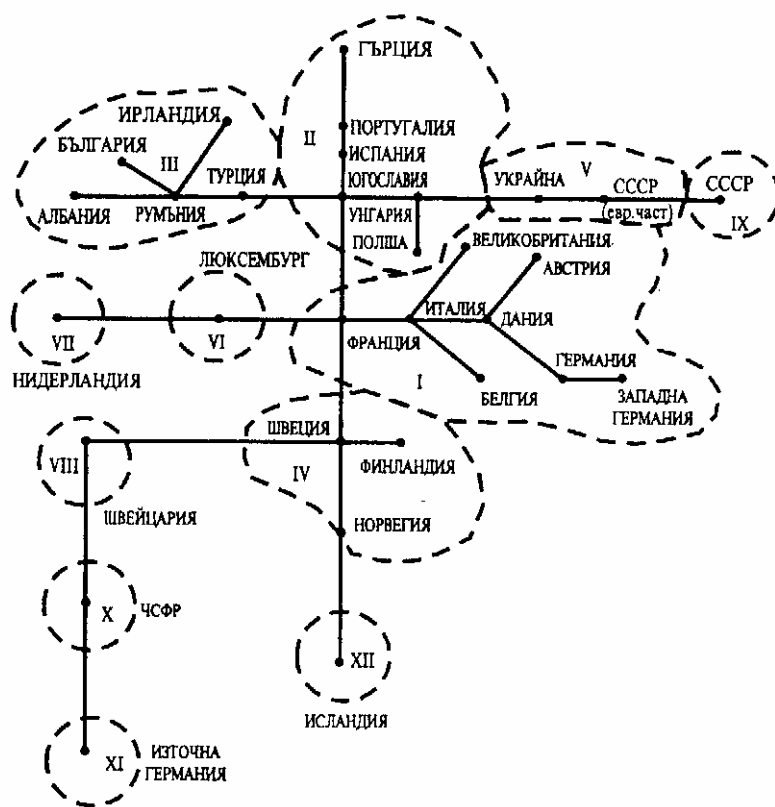 ГЪРЦИЯ
ИРЛАНДИЯ
ПОРТУГАЛИЯ
II
БЪЛГАРИЯ
III
ИСПАНИЯ
V
ТУРЦИЯ
ЮГОСЛАВИЯ
УКРАЙНА
СССР
СССР
АЛБАНИЯ
РУМЪНИЯ
УНГАРИЯ
(евр.част)
IX
ПОЛША
ВЕЛИКОБРИТАНИЯ
ЛЮКСЕМБУРГ
АВСТРИЯ
ИТАЛИЯ
ДАНИЯ
VII
VI
ФРАНЦИЯ
ГЕРМАНИЯ
НИДЕРЛАНДИЯ
I
БЕЛГИЯ
ЗАПАДНА
ГЕРМАНИЯ
ШВЕЦИЯ
VIII
ФИНЛАНДИЯ
IV
ШВЕЙЦАРИЯ
НОРВЕГИЯ
X
ЧСФР
XII
ИСЛАНДИЯ
XI
ИЗТОЧНА
ГЕРМАНИЯ